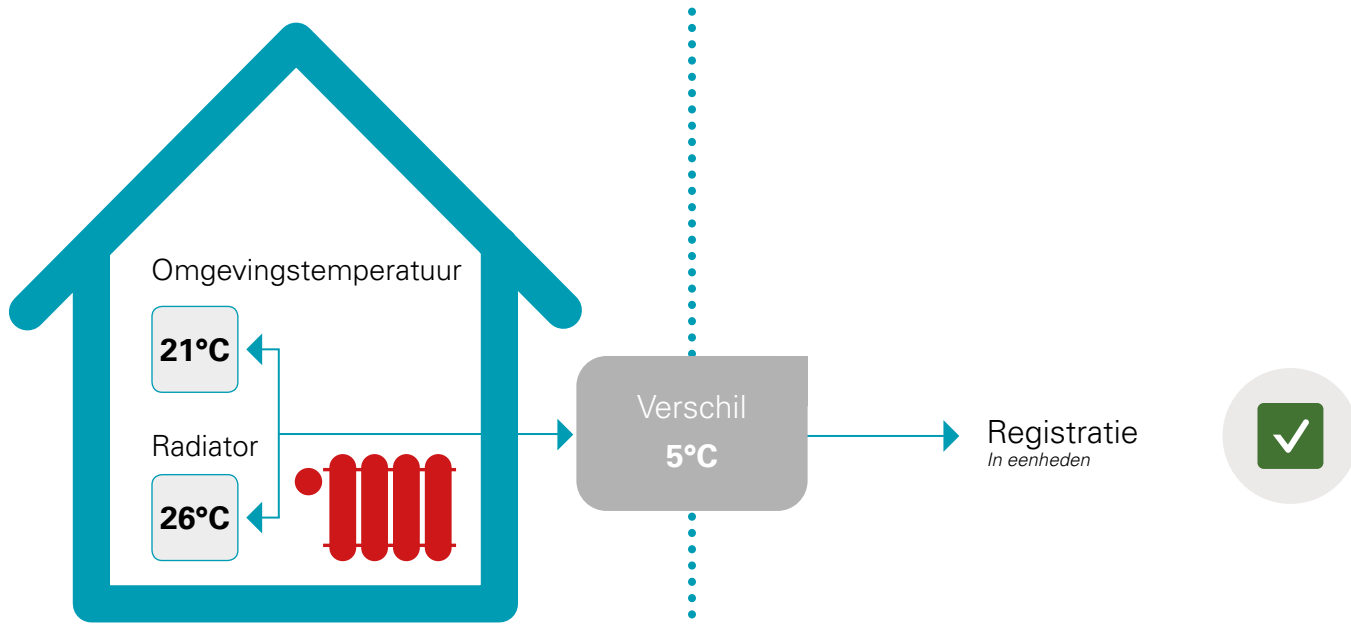 Omgevingstemperatuur
21°C
Radiator
26°C
Verschil
5°C
Registratie
In eenheden